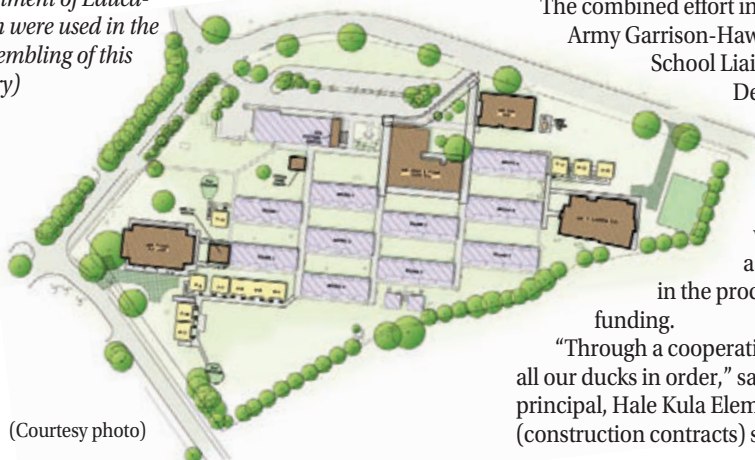 ment of Educa-
n were used in the
embling of this
ry)
(Courtesy photo)
The combined effort in
Army Garrison-Haw
School Liai
De
a
in the proc
funding.
“Through a cooperati
all our ducks in order,” sa
principal, Hale Kula Elem
(construction contracts) s